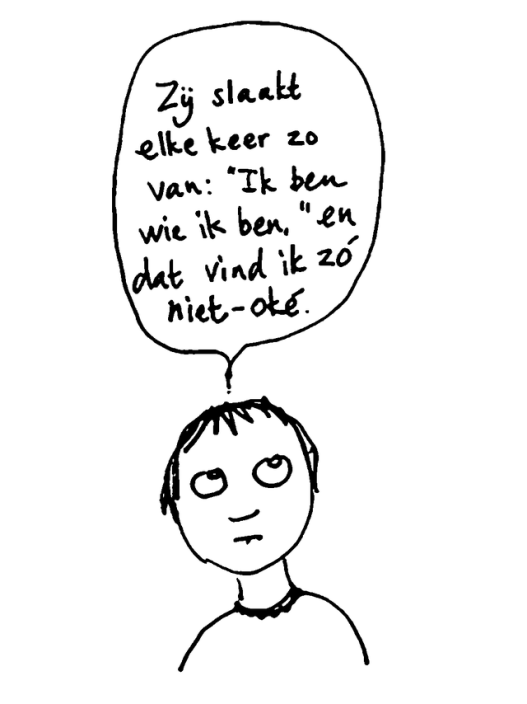 Zij slaakt
elke keer zo
van: "Ik ben
wie ik ben," en
dat vind ik zó
niet-oké.